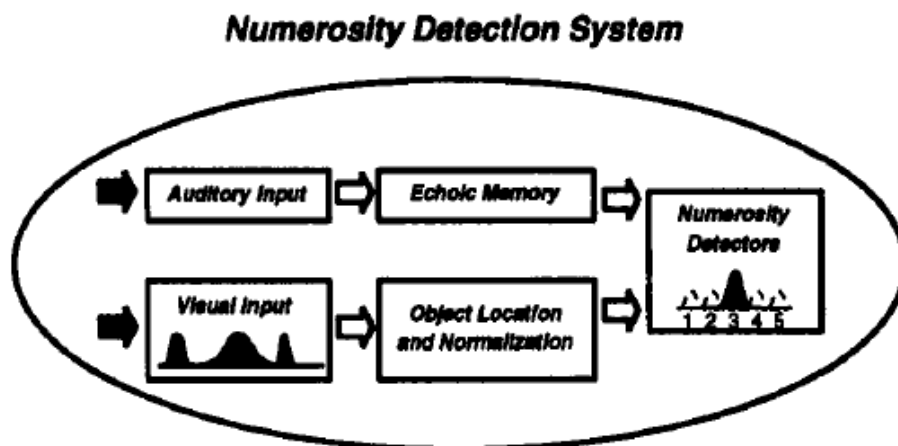 Numerosity Detection System
Auditory Input
Echoic Memory
Numerosity
Detectors
1 2 3 4 5
Visual Input
Object Location
and Normalization